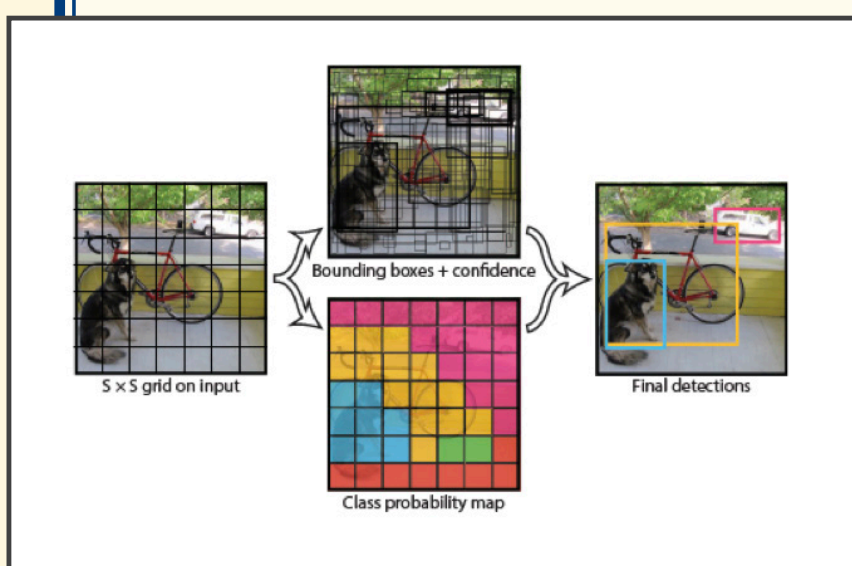 Bounding boxes + confidence
S × S grid on input
Final detections
Class probability map